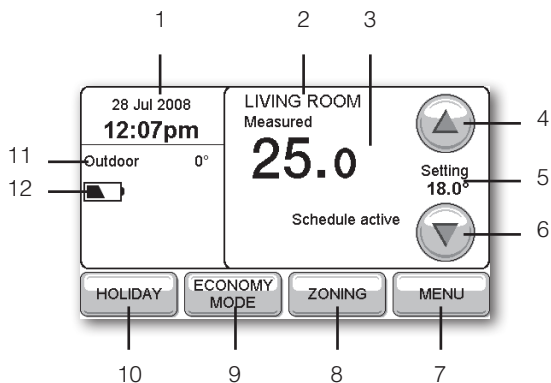 1 2 3
28 Jul 2008
12:07pm
Outdoor 0°
LIVING ROOM
Measured
25.0
Schedule active
Setting
18.0°
4
5
6
11
12
HOLIDAY
ECONOMY
MODE
ZONING
MENU
10 9 8 7